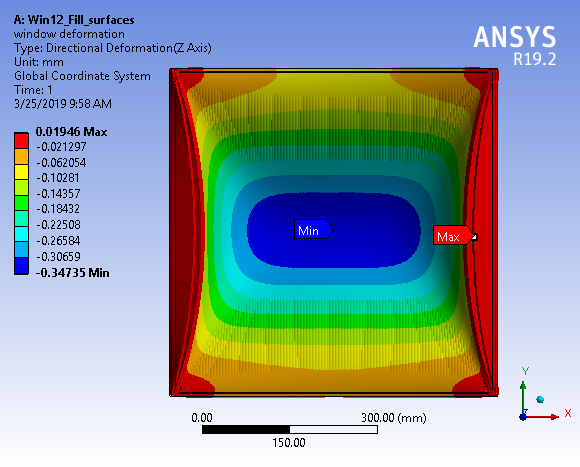 A: Win12_Fill_surfaces
window deformation
Type: Directional Deformation(Z Axis)
Unit: mm
Global Coordinate System
Time: 1
3/25/2019 9:58 AM
ANSYS
R19.2
0.01946 Max
-0.021297
-0.062054
-0.10281
-0.14357
-0.18432
-0.22508
-0.26584
-0.30659
-0.34735 Min
Min
Max
0.00
300.00 (mm)
150.00
Y
Z
X